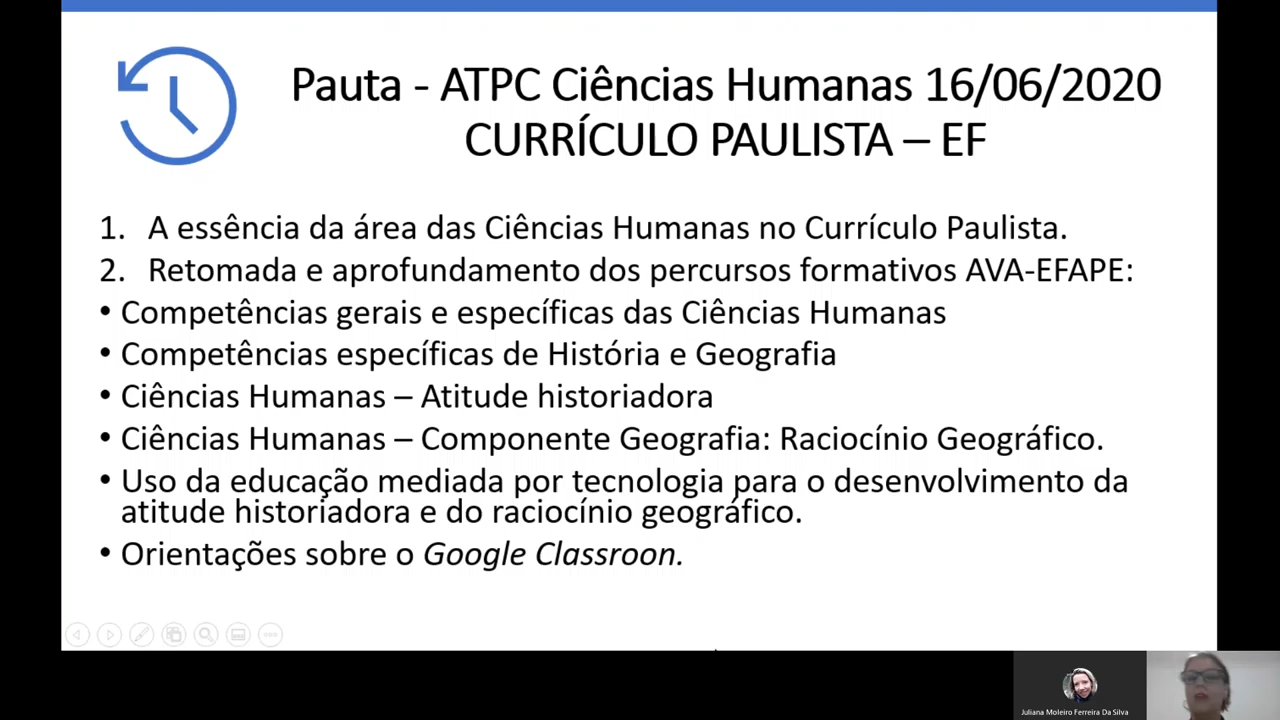 Pauta - ATPC Ciências Humanas 16/06/2020
CURRÍCULO PAULISTA – EF
1. A essência da área das Ciências Humanas no Currículo Paulista.
2. Retomada e aprofundamento dos percursos formativos AVA-EFAPE:
• Competências gerais e específicas das Ciências Humanas
• Competências específicas de História e Geografia
• Ciências Humanas – Atitude historiadora
• Ciências Humanas – Componente Geografia: Raciocínio Geográfico.
• Uso da educação mediada por tecnologia para o desenvolvimento da
atitude historiadora e do raciocínio geográfico.
• Orientações sobre o Google Classroon.
Juliana Moleiro Ferreira Da Silva